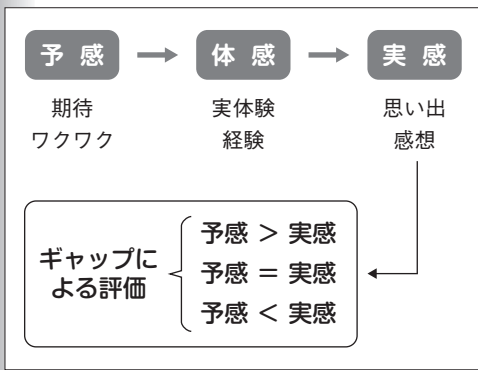 予感 → 体感 → 実感
期待 実体験 思い出
ワクワク 経験 感想
ギャップに
よる評価
予感 > 実感
予感 = 実感
予感 < 実感